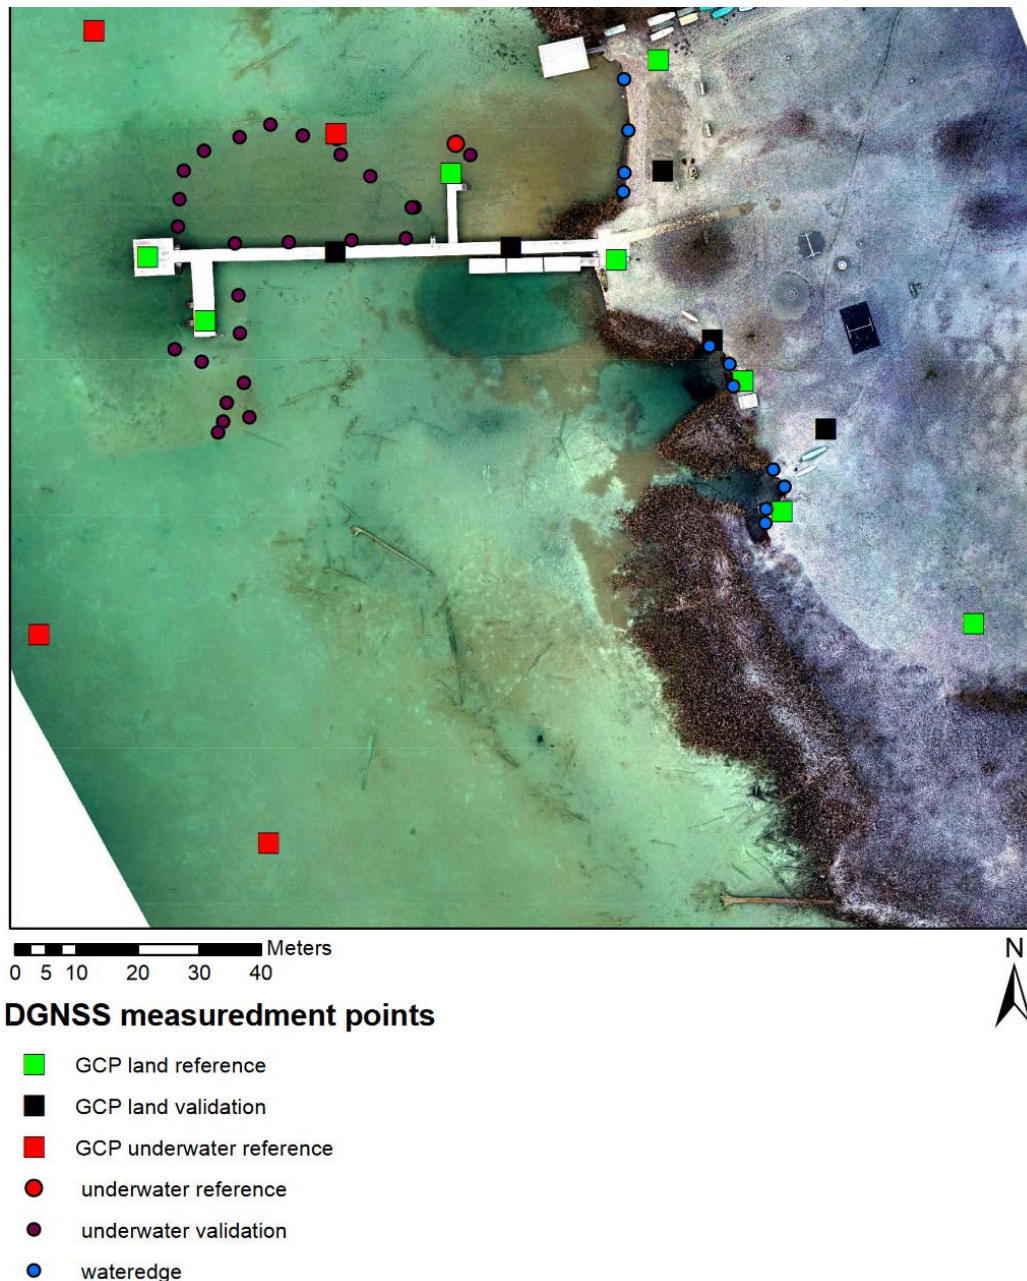 Meters
0 5 10 20 30 40
N
DGNSS measuredment points
GCP land reference
GCP land validation
GCP underwater reference
underwater reference
underwater validation
wateredge